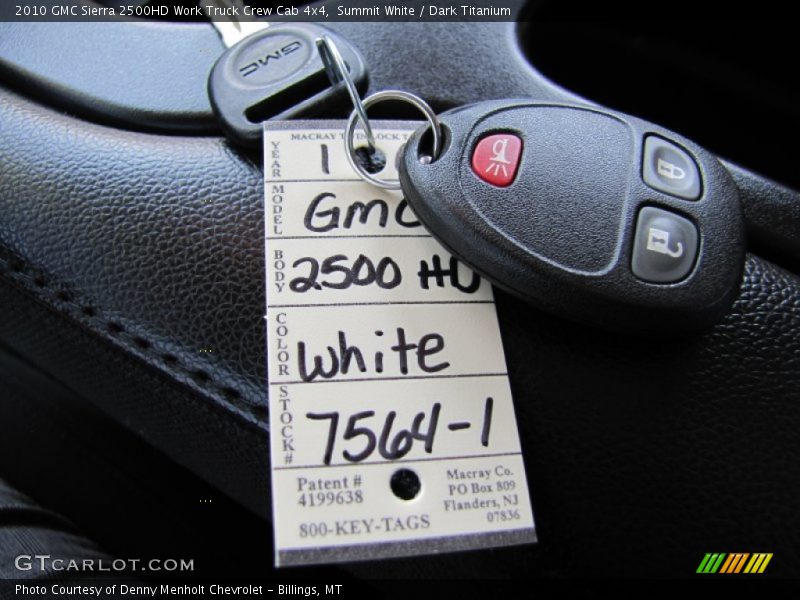 2010 GMC Sierra 2500HD Work Truck Crew Cab 4x4, Summit White / Dark Titanium
GMC
MACRAY
YEAR 1
MODEL GmC
BODY 2500 HD
COLOR White
STOCK# 7564-1
Patent #
4199638
800-KEY-TAGS
Macray Co.
PO Box 809
Flanders, NJ
07836
GTCARLOT.COM
Photo Courtesy of Denny Menholt Chevrolet – Billings, MT